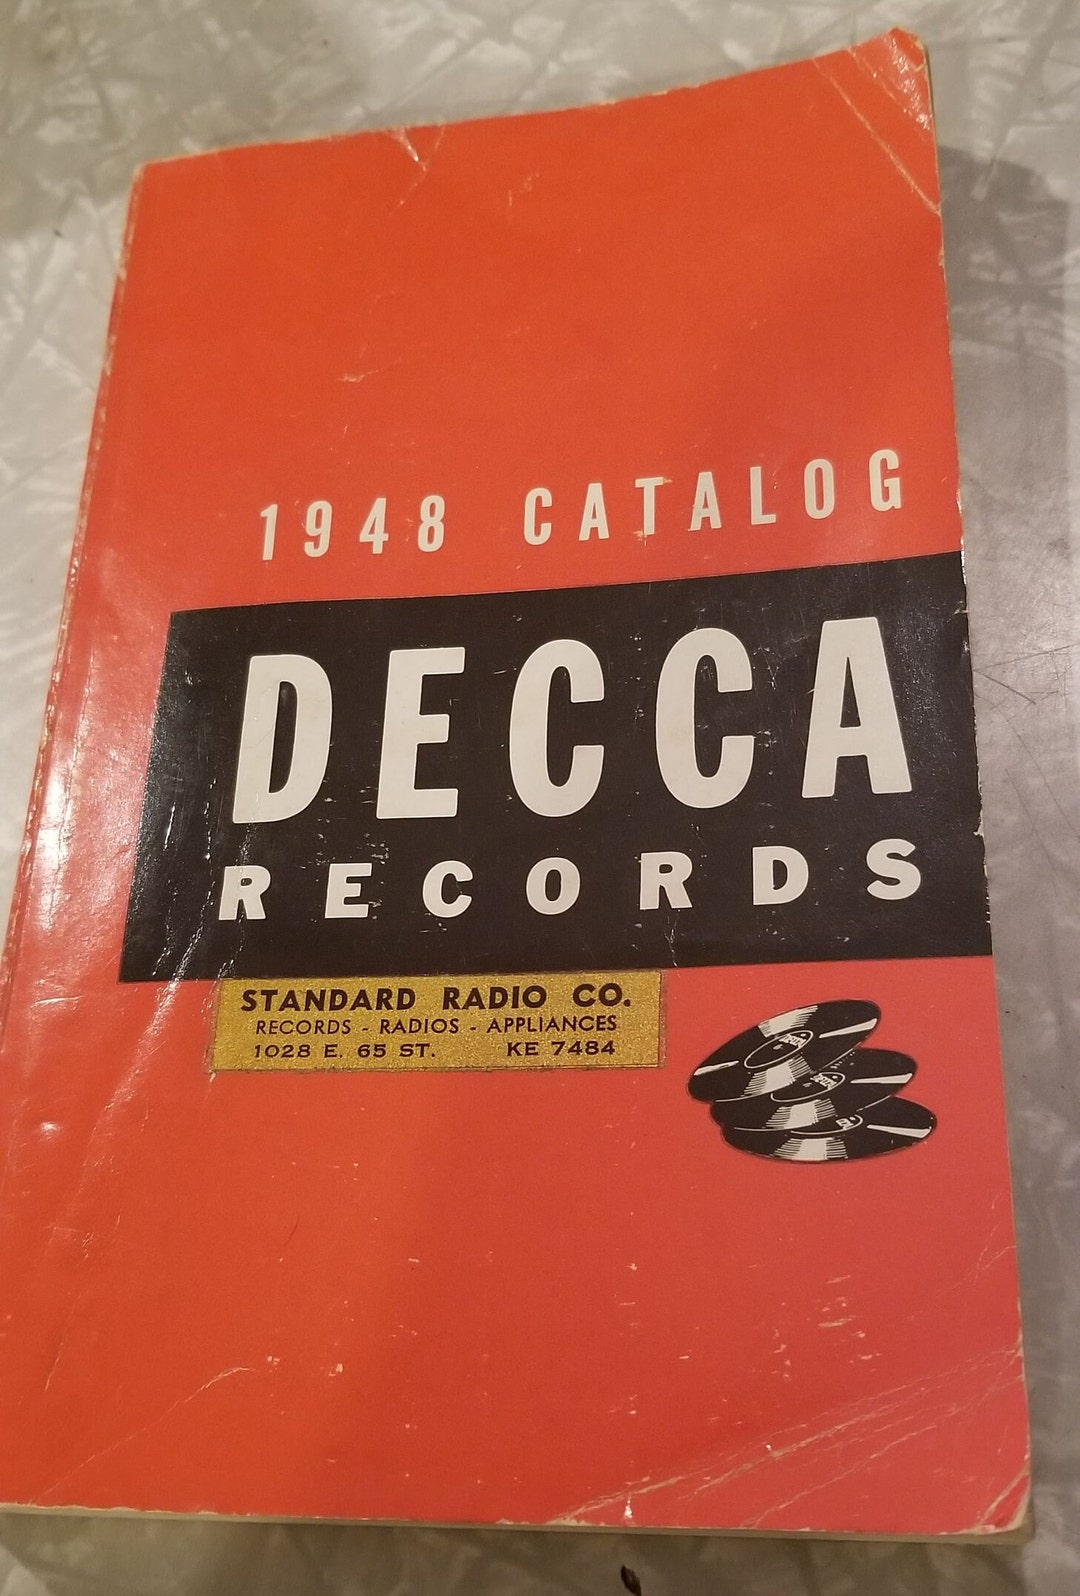 1948 CATALOG
DECCA
RECORDS
STANDARD RADIO CO.
RECORDS - RADIOS - APPLIANCES
1028 E. 65 ST. KE 7484